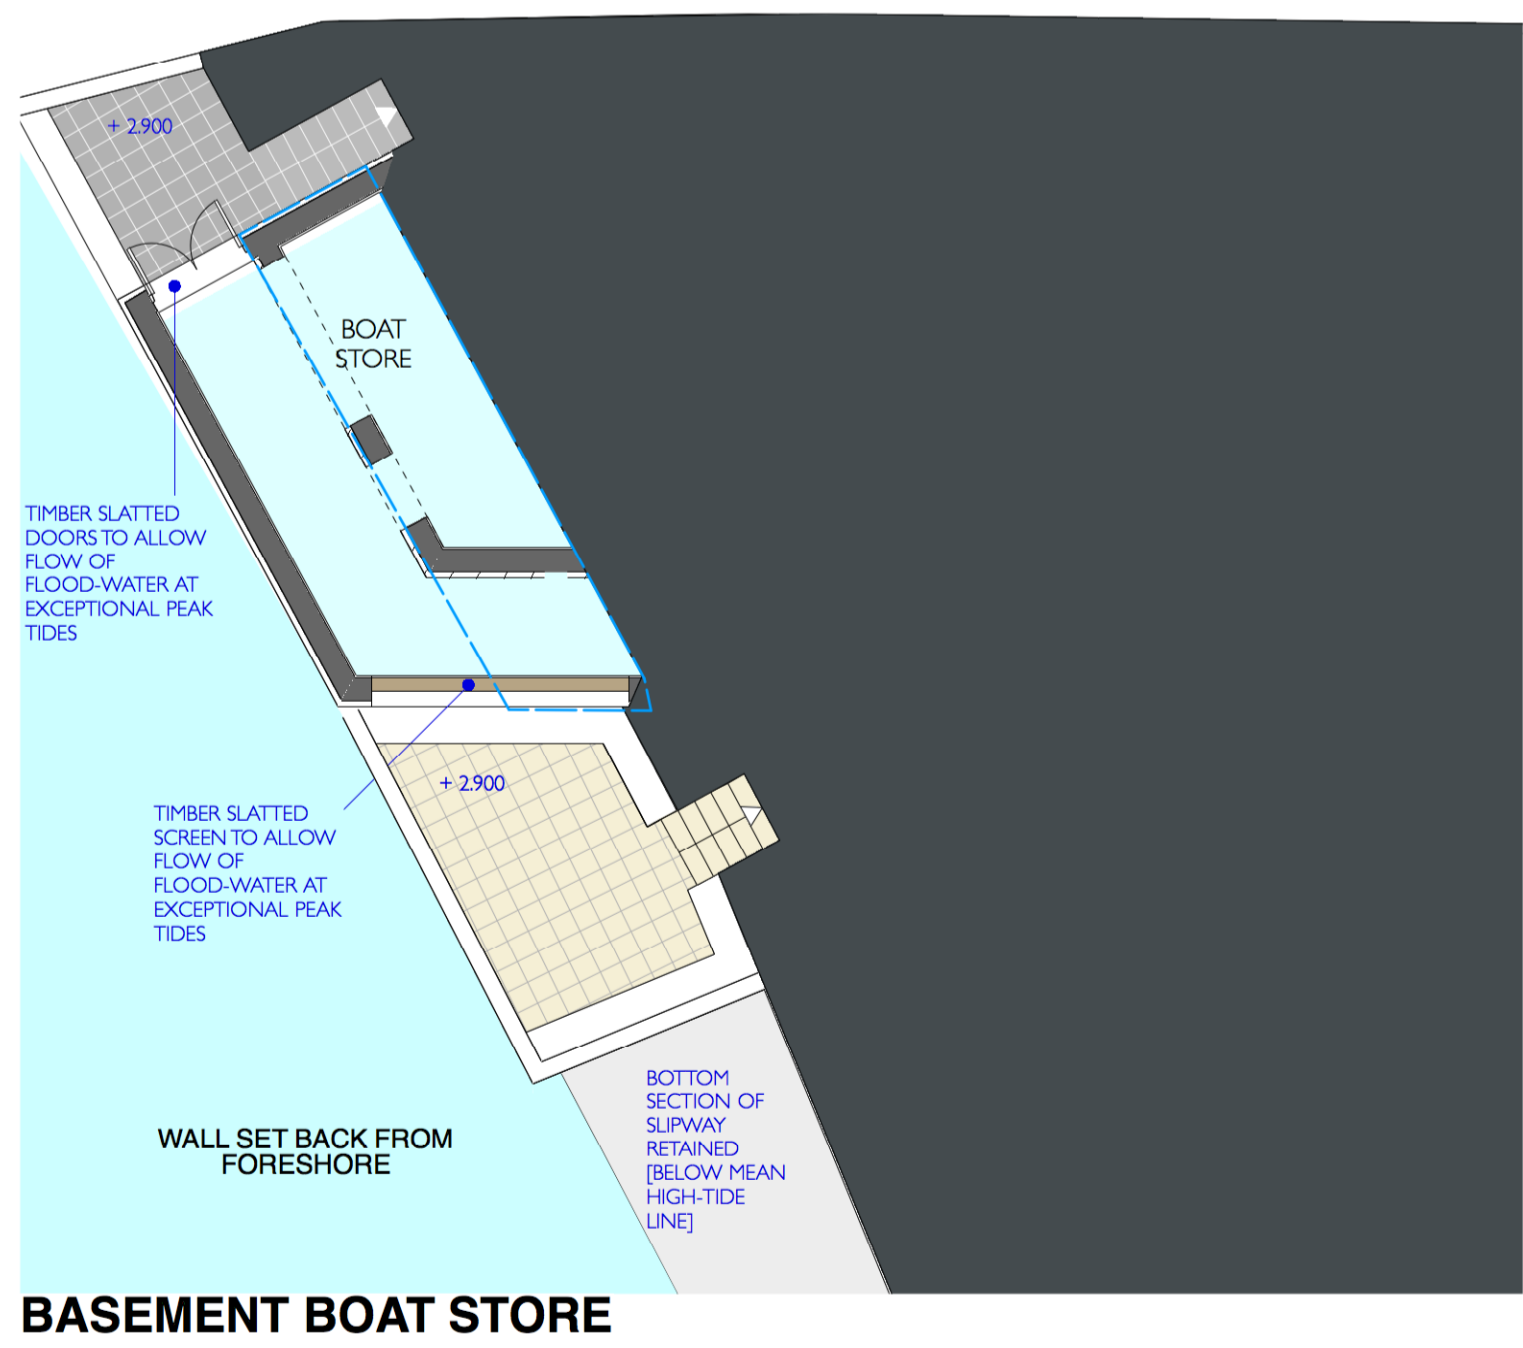 + 2.900
BOAT
STORE
TIMBER SLATTED
DOORS TO ALLOW
FLOW OF
FLOOD-WATER AT
EXCEPTIONAL PEAK
TIDES
+ 2.900
TIMBER SLATTED
SCREEN TO ALLOW
FLOW OF
FLOOD-WATER AT
EXCEPTIONAL PEAK
TIDES
BOTTOM
SECTION OF
SLIPWAY
RETAINED
[BELOW MEAN
HIGH-TIDE
LINE]
WALL SET BACK FROM
FORESHORE
BASEMENT BOAT STORE